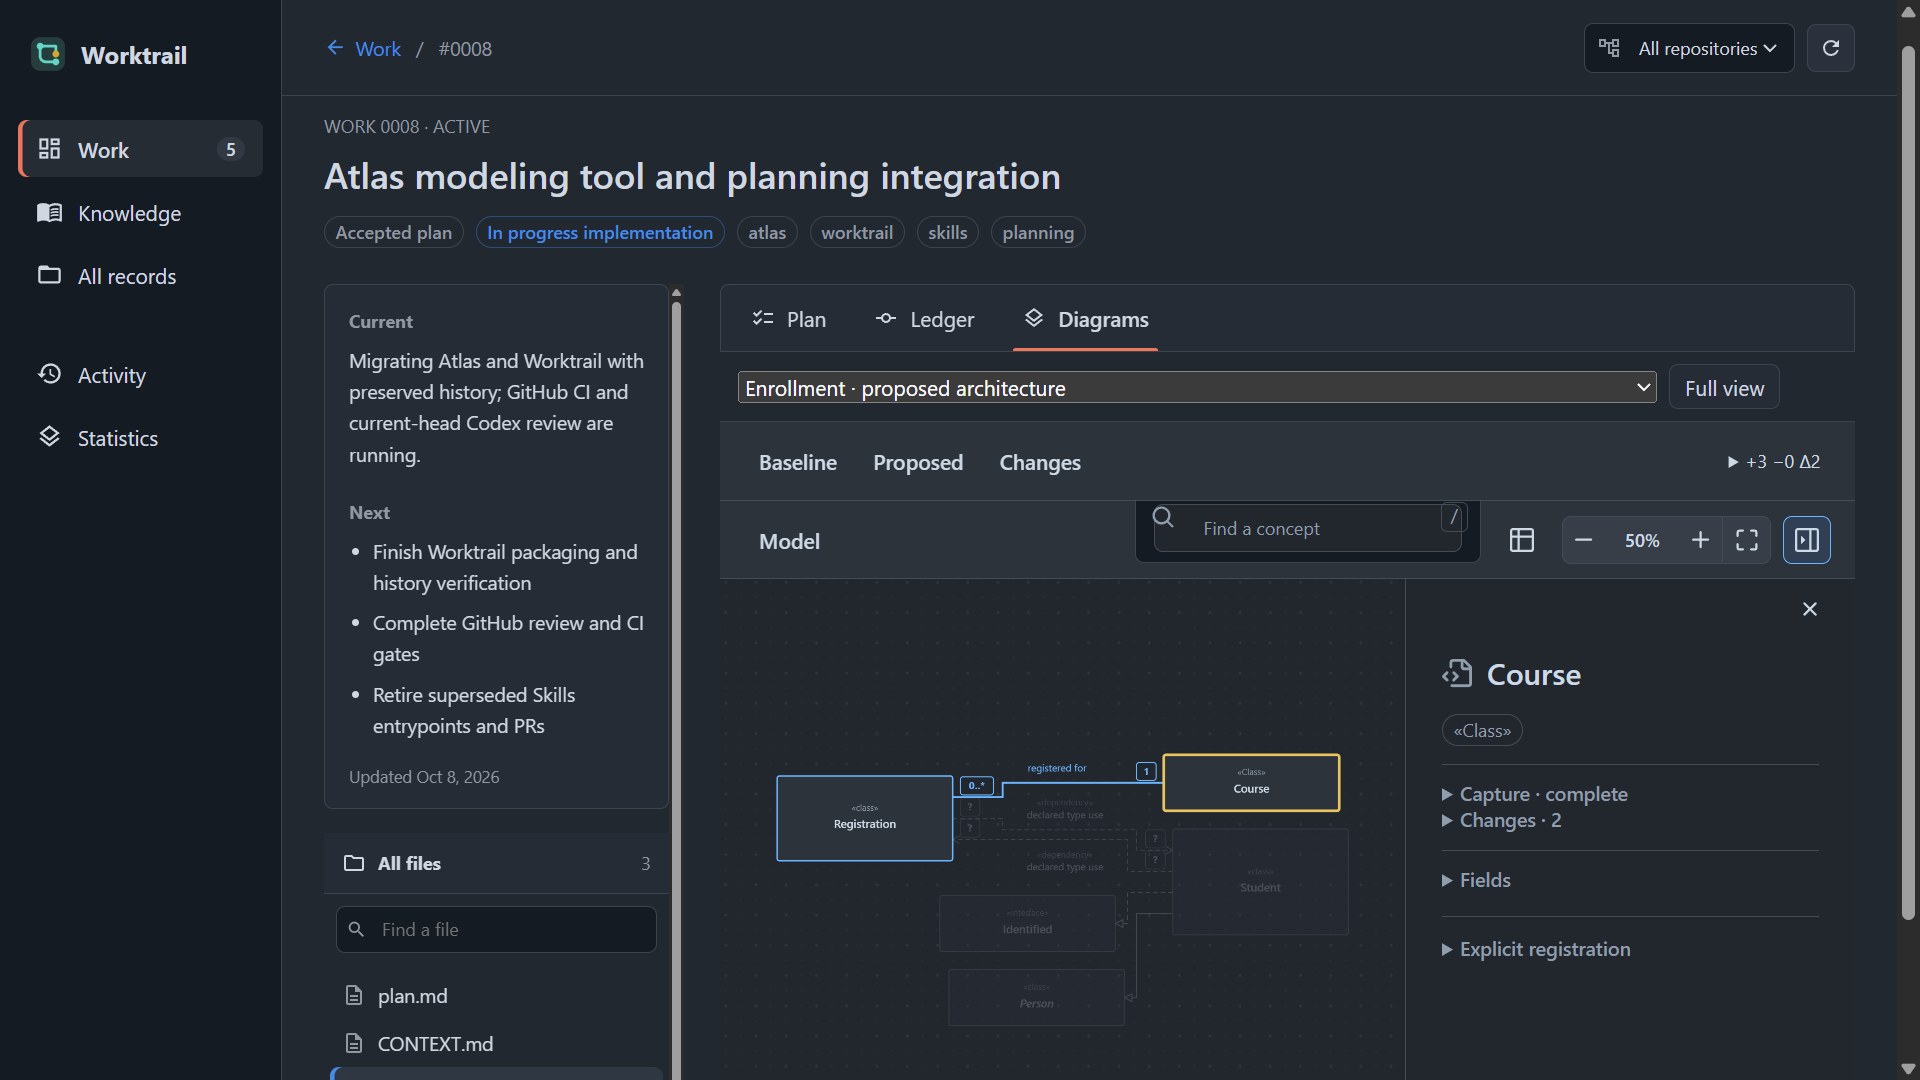 Worktrail
Work 5
Knowledge
All records
Activity
Statistics
Work / #0008
All repositories
WORK 0008 · ACTIVE
Atlas modeling tool and planning integration
Accepted plan
In progress implementation
atlas
worktrail
skills
planning
Current
Migrating Atlas and Worktrail with
preserved history; GitHub CI and
current-head Codex review are
running.
Next
• Finish Worktrail packaging and
history verification
• Complete GitHub review and CI
gates
• Retire superseded Skills
entrypoints and PRs
Updated Oct 8, 2026
All files 3
Find a file
plan.md
CONTEXT.md
Plan
Ledger
Diagrams
Enrollment · proposed architecture
Full view
Baseline
Proposed
Changes
+3 −0 Δ2
Model
Find a concept /
50%
registered for
0..*
1
«class»
Registration
«Class»
Course
?
?
«dependency»
declared type use
?
?
«dependency»
declared type use
«class»
Student
«interface»
Identified
«class»
Person
Course
«Class»
Capture · complete
Changes · 2
Fields
Explicit registration